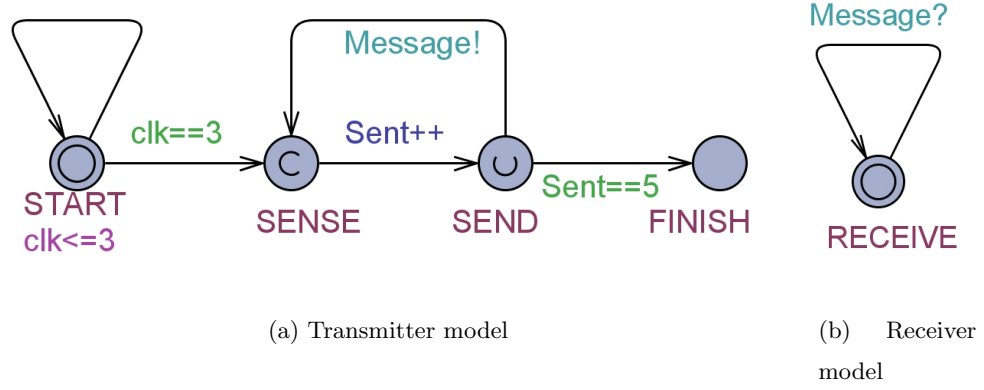 Message!
Message?
clk==3
Sent++
Sent==5
START
clk<=3
C
U
SENSE
SEND
FINISH
RECEIVE
(a) Transmitter model
(b) Receiver
model